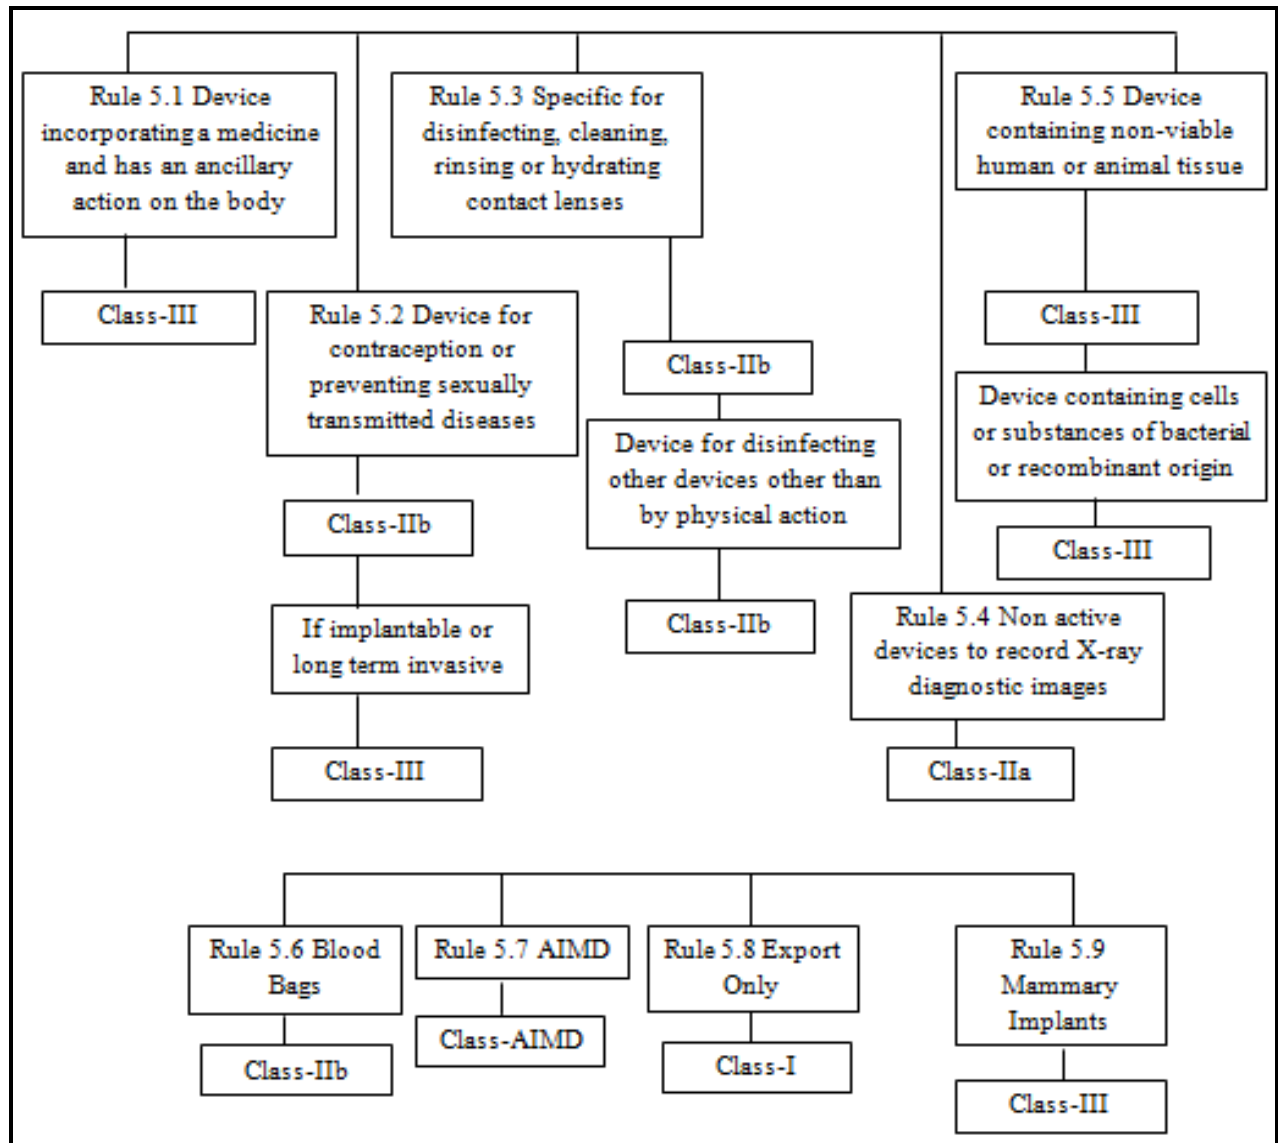 Rule 5.1 Device
incorporating a medicine
and has an ancillary
action on the body
Class-III
Rule 5.2 Device for
contraception or
preventing sexually
transmitted diseases
Class-IIb
If implantable or
long term invasive
Class-III
Rule 5.3 Specific for
disinfecting, cleaning,
rinsing or hydrating
contact lenses
Class-IIb
Device for disinfecting
other devices other than
by physical action
Class-IIb
Rule 5.4 Non active
devices to record X-ray
diagnostic images
Class-IIa
Rule 5.5 Device
containing non-viable
human or animal tissue
Class-III
Device containing cells
or substances of bacterial
or recombinant origin
Class-III
Rule 5.6 Blood
Bags
Class-IIb
Rule 5.7 AIMD
Class-AIMD
Rule 5.8 Export
Only
Class-I
Rule 5.9
Mammary
Implants
Class-III